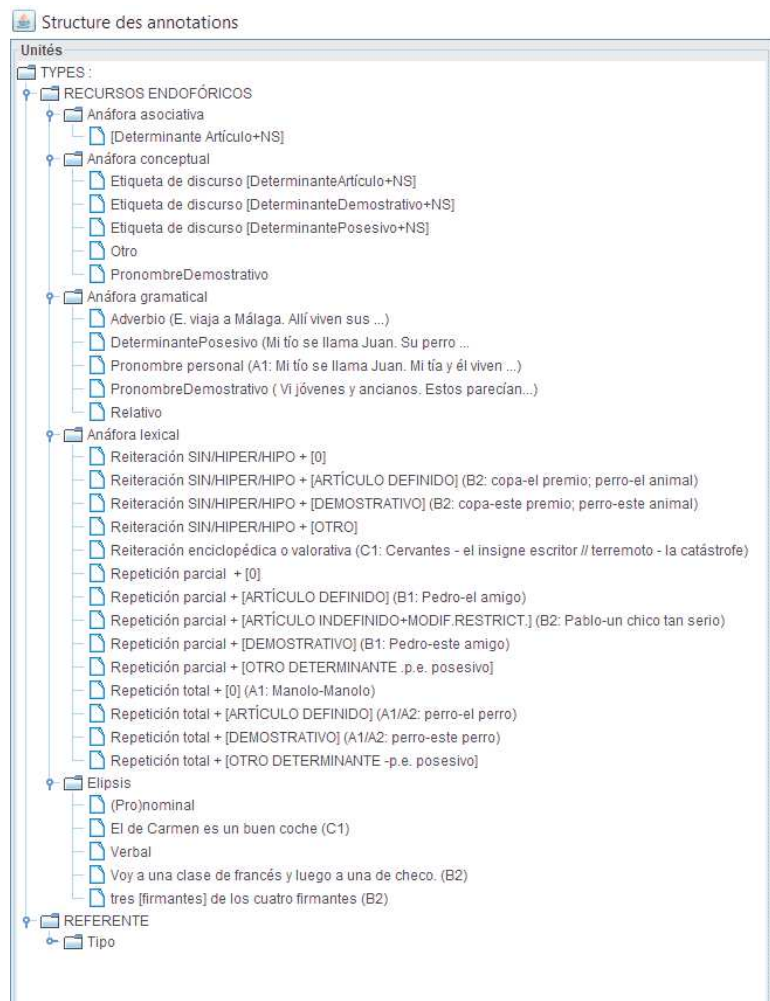 Structure des annotations
Unités
TYPES :
RECURSOS ENDOFÓRICOS
Anáfora asociativa
[Determinante Artículo+NS]
Anáfora conceptual
Etiqueta de discurso [DeterminanteArtículo+NS]
Etiqueta de discurso [DeterminanteDemostrativo+NS]
Etiqueta de discurso [DeterminantePosesivo+NS]
Otro
PronombreDemostrativo
Anáfora gramatical
Adverbio (E. viaja a Málaga. Allí viven sus ...)
DeterminantePosesivo (Mi tío se llama Juan. Su perro ...
Pronombre personal (A1: Mi tío se llama Juan. Mi tía y él viven ...)
PronombreDemostrativo ( Vi jóvenes y ancianos. Estos parecían...)
Relativo
Anáfora lexical
Reiteración SIN/HIPER/HIPO + [0]
Reiteración SIN/HIPER/HIPO + [ARTÍCULO DEFINIDO] (B2: copa-el premio; perro-el animal)
Reiteración SIN/HIPER/HIPO + [DEMOSTRATIVO] (B2: copa-este premio; perro-este animal)
Reiteración SIN/HIPER/HIPO + [OTRO]
Reiteración enciclopédica o valorativa (C1: Cervantes - el insigne escritor // terremoto - la catástrofe)
Repetición parcial + [0]
Repetición parcial + [ARTÍCULO DEFINIDO] (B1: Pedro-el amigo)
Repetición parcial + [ARTÍCULO INDEFINIDO+MODIF.RESTRICT.] (B2: Pablo-un chico tan serio)
Repetición parcial + [DEMOSTRATIVO] (B1: Pedro-este amigo)
Repetición parcial + [OTRO DETERMINANTE .p.e. posesivo]
Repetición total + [0] (A1: Manolo-Manolo)
Repetición total + [ARTÍCULO DEFINIDO] (A1/A2: perro-el perro)
Repetición total + [DEMOSTRATIVO] (A1/A2: perro-este perro)
Repetición total + [OTRO DETERMINANTE -p.e. posesivo]
Elipsis
(Pro)nominal
El de Carmen es un buen coche (C1)
Verbal
Voy a una clase de francés y luego a una de checo. (B2)
tres [firmantes] de los cuatro firmantes (B2)
REFERENTE
Tipo